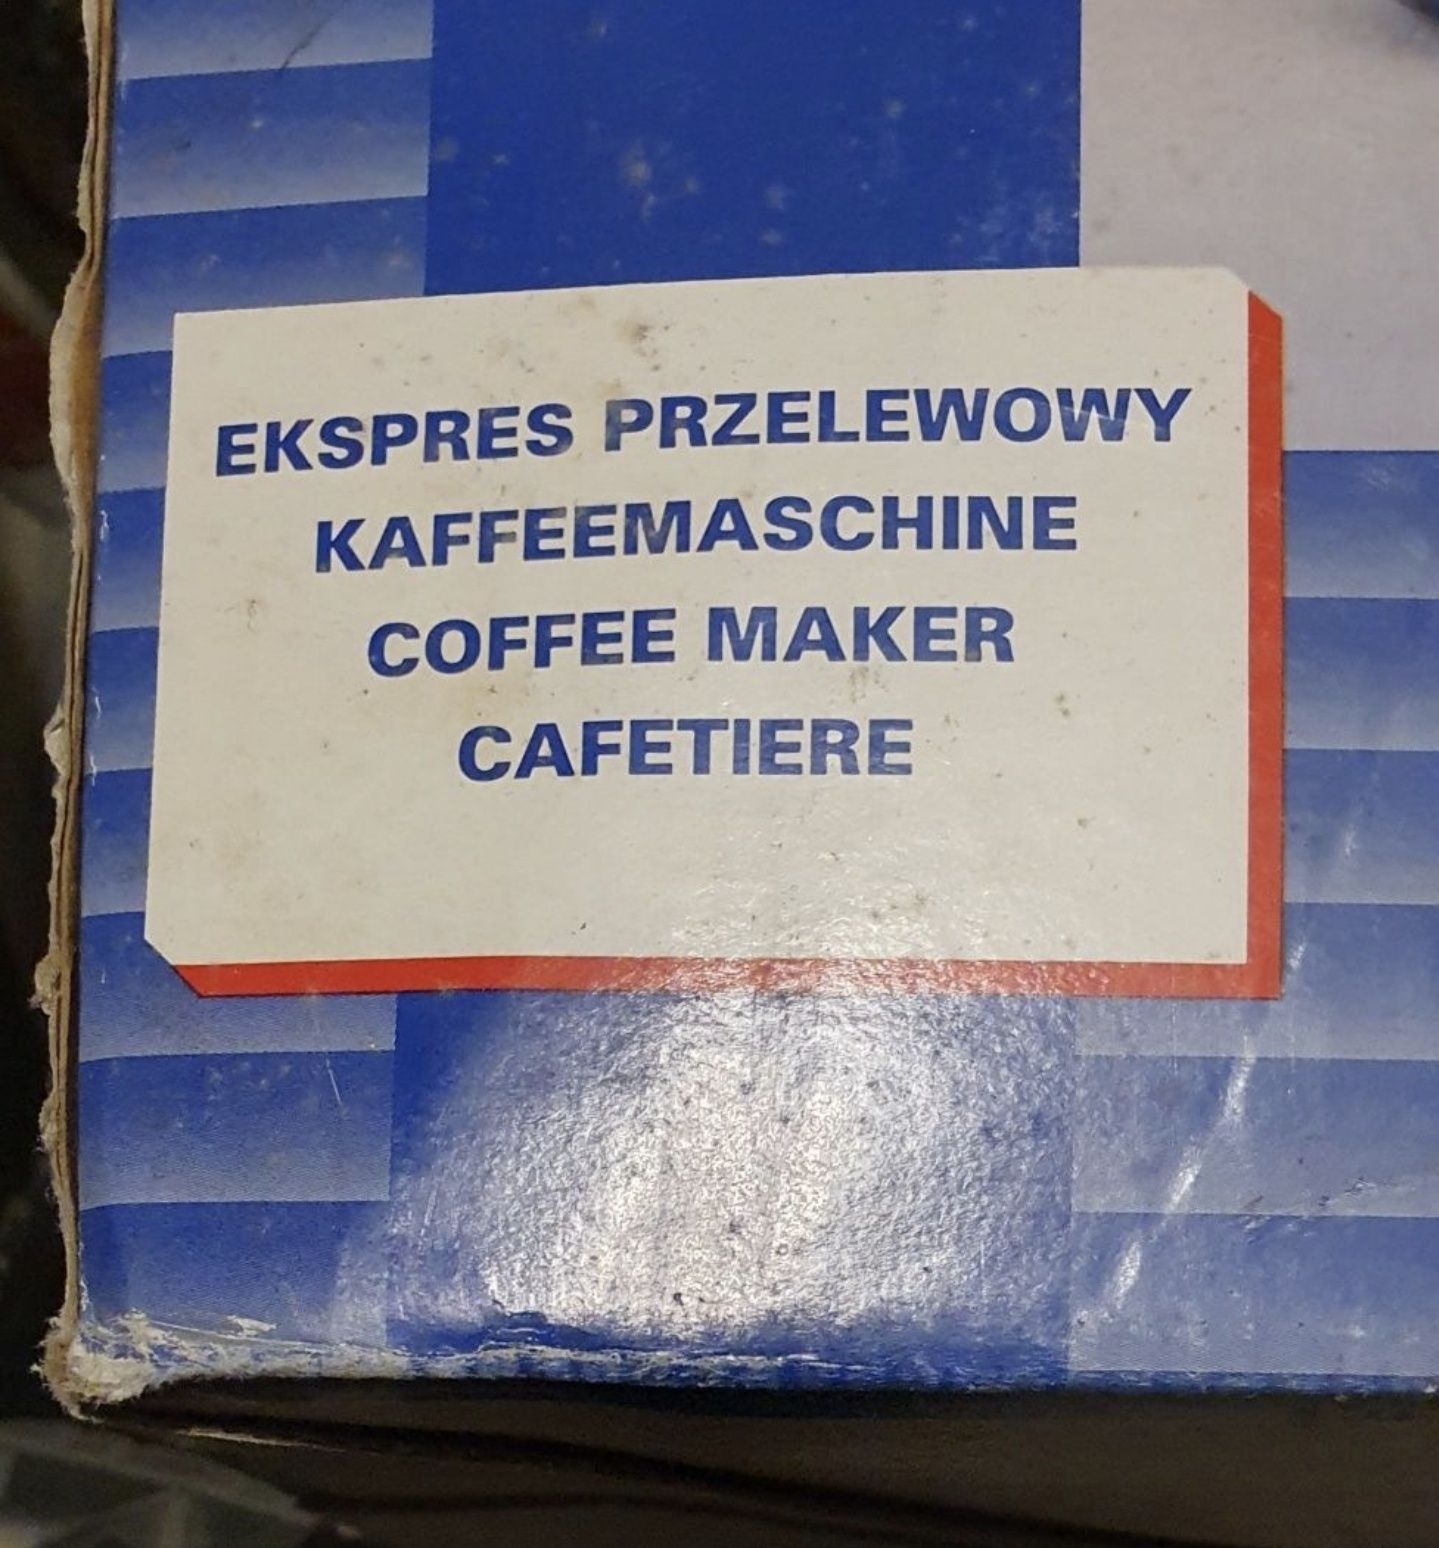 EKSPRES PRZELEWOWY
KAFFEEMASCHINE
COFFEE MAKER
CAFETIERE